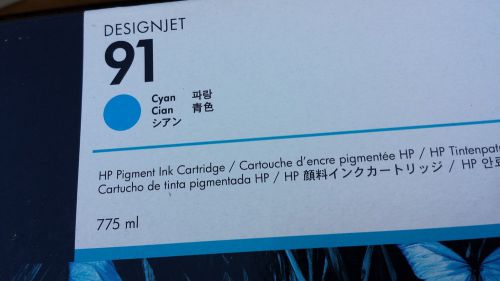 DESIGNJET
91
Cyan 파랑
Cian 青色
シアン
HP Pigment Ink Cartridge / Cartouche d'encre pigmentée HP / HP Tintenpat
Cartucho de tinta pigmentada HP / HP 顔料インクカートリッジ / HP 안료
775 ml